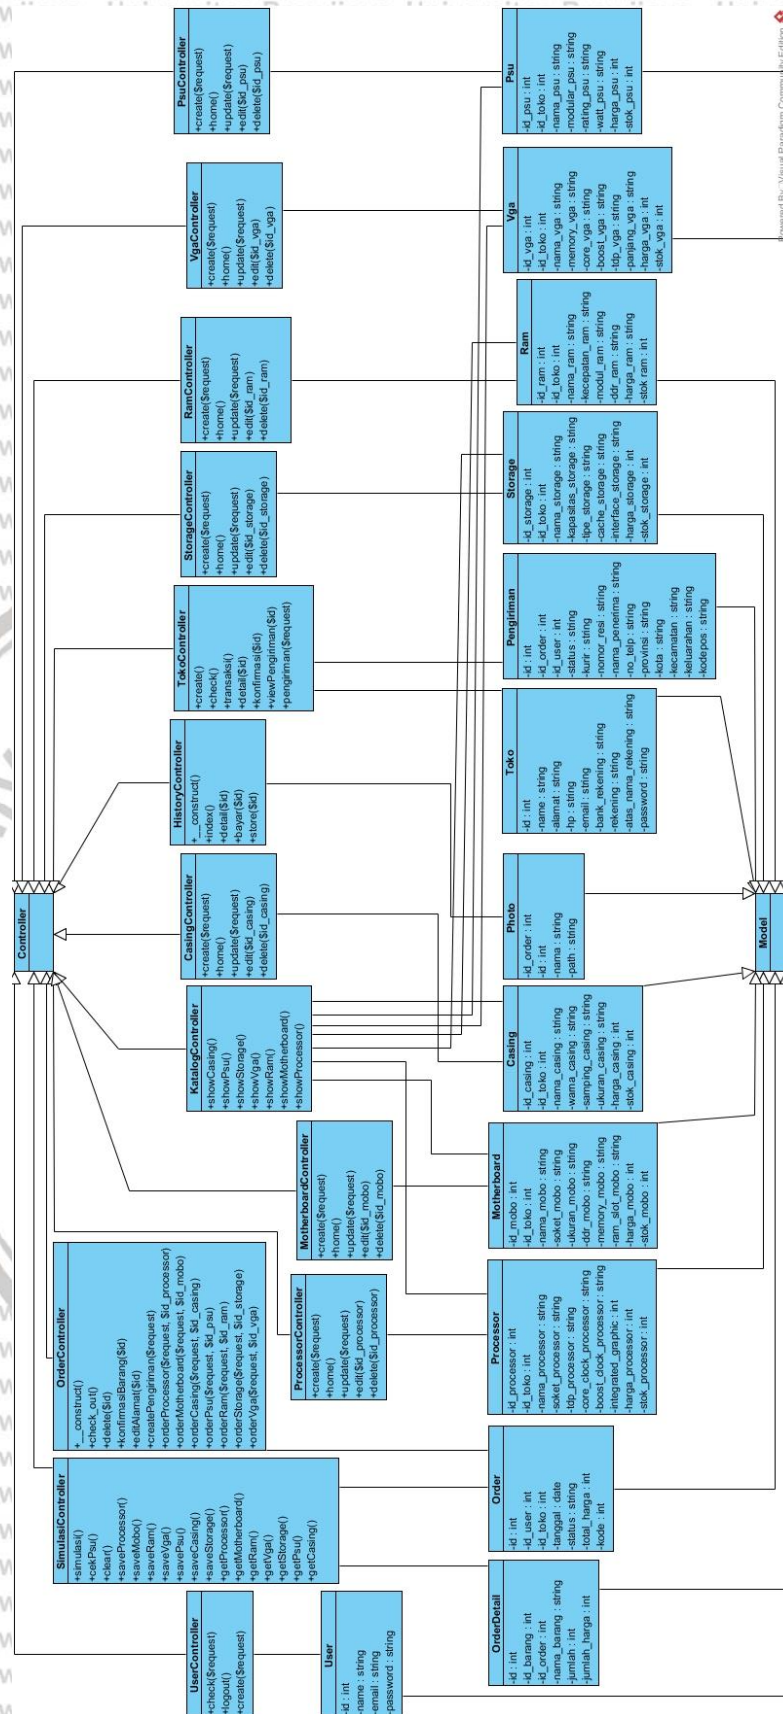 Controller
PsuController
+create($request)
+home()
+update($request)
+edit($id_psu)
+delete($id_psu)
VgaController
+create($request)
+home()
+update($request)
+edit($id_vga)
+delete($id_vga)
RamController
+create($request)
+home()
+update($request)
+edit($id_ram)
+delete($id_ram)
StorageController
+create($request)
+home()
+update($request)
+edit($id_storage)
+delete($id_storage)
TokoController
+create()
+check()
+transaksi()
+detail($id)
+konfirmasi($id)
+viewPengiriman($id)
+pengiriman($request)
HistoryController
+__construct()
+index()
+detail($id)
+bayar($id)
+store($id)
CasingController
+create($request)
+home()
+update($request)
+edit($id_casing)
+delete($id_casing)
KatalogController
+showCasing()
+showPsu()
+showStorage()
+showVga()
+showRam()
+showMotherboard()
+showProcessor()
MotherboardController
+create($request)
+home()
+update($request)
+edit($id_mobo)
+delete($id_mobo)
ProcessorController
+create($request)
+home()
+update($request)
+edit($id_processor)
+delete($id_processor)
OrderController
+__construct()
+check_out()
+delete($id)
+konfirmasiBarang($id)
+editAlamat($id)
+createPengiriman($request)
+orderProcessor($request, $id_processor)
+orderMotherboard($request, $id_mobo)
+orderCasing($request, $id_casing)
+orderPsu($request, $id_psu)
+orderRam($request, $id_ram)
+orderStorage($request, $id_storage)
+orderVga($request, $id_vga)
SimulasiController
+simulasi()
+cekPsu()
+clear()
+saveProcessor()
+saveMobo()
+saveRam()
+saveVga()
+savePsu()
+saveCasing()
+saveStorage()
+getProcessor()
+getMotherboard()
+getRam()
+getVga()
+getStorage()
+getPsu()
+getCasing()
UserController
+check($request)
+logout()
+create($request)
User
-id : int
-name : string
-email : string
-password : string
Psu
-id_psu : int
-id_toko : int
-nama_psu : string
-modular_psu : string
-rating_psu : string
-watt_psu : string
-harga_psu : int
-stok_psu : int
Vga
-id_vga : int
-id_toko : int
-nama_vga : string
-memory_vga : string
-core_vga : string
-boost_vga : string
-tdp_vga : string
-panjang_vga : string
-harga_vga : int
-stok_vga : int
Ram
-id_ram : int
-id_toko : int
-nama_ram : string
-kecepatan_ram : string
-modul_ram : string
-ddr_ram : string
-harga_ram : string
-stok ram : int
Storage
-id_storage : int
-id_toko : int
-nama_storage : string
-kapasitas_storage : string
-tipe_storage : string
-cache_storage : string
-interface_storage : string
-harga_storage : int
-stok_storage : int
Pengiriman
-id : int
-id_order : int
-id_user : int
-status : string
-kurir : string
-nomor_resi : string
-nama_penerima : string
-no_telp : string
-provinsi : string
-kota : string
-kecamatan : string
-keluarahan : string
-kodepos : string
Toko
-id : int
-name : string
-alamat : string
-hp : string
-email : string
-bank_rekening : string
-rekening : string
-atas_nama_rekening : string
-password : string
Photo
-id_order : int
-id : int
-nama : string
-path : string
Casing
-id_casing : int
-id_toko : int
-nama_casing : string
-warna_casing : string
-samping_casing : string
-ukuran_casing : string
-harga_casing : int
-stok_casing : int
Motherboard
-id_mobo : int
-id_toko : int
-nama_mobo : string
-soket_mobo : string
-ukuran_mobo : string
-ddr_mobo : string
-memory_mobo : string
-ram_slot_mobo : string
-harga_mobo : int
-stok_mobo : int
Processor
-id_processor : int
-id_toko : int
-nama_processor : string
-soket_processor : string
-tdp_processor : string
-core_clock_processor : string
-boost_clock_processor : string
-integrated_graphic : int
-harga_processor : int
-stok_processor : int
Order
-id : int
-id_user : int
-id_toko : int
-tanggal : date
-status : string
-total_harga : int
-kode : int
OrderDetail
-id : int
-id_barang : int
-id_order : int
-nama_barang : string
-jumlah : int
-jumlah_harga : int
Model
Powered By: Visual Paradigm Community Edition